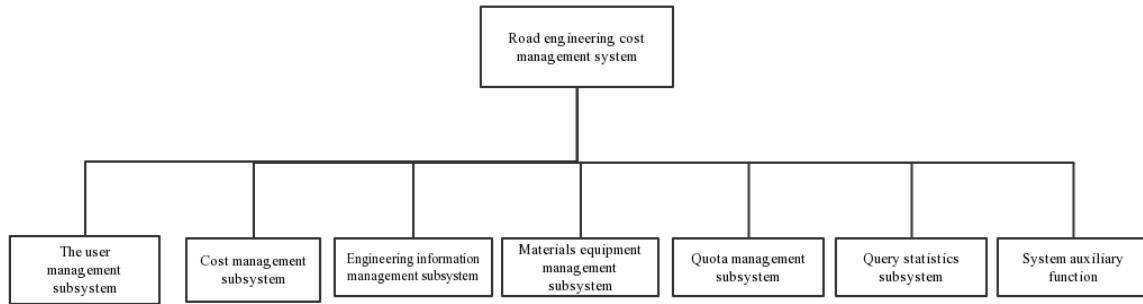 Road engineering cost
management system
The user
management
subsystem
Cost management
subsystem
Engineering information
management subsystem
Materials equipment
management
subsystem
Quota management
subsystem
Query statistics
subsystem
System auxiliary
function